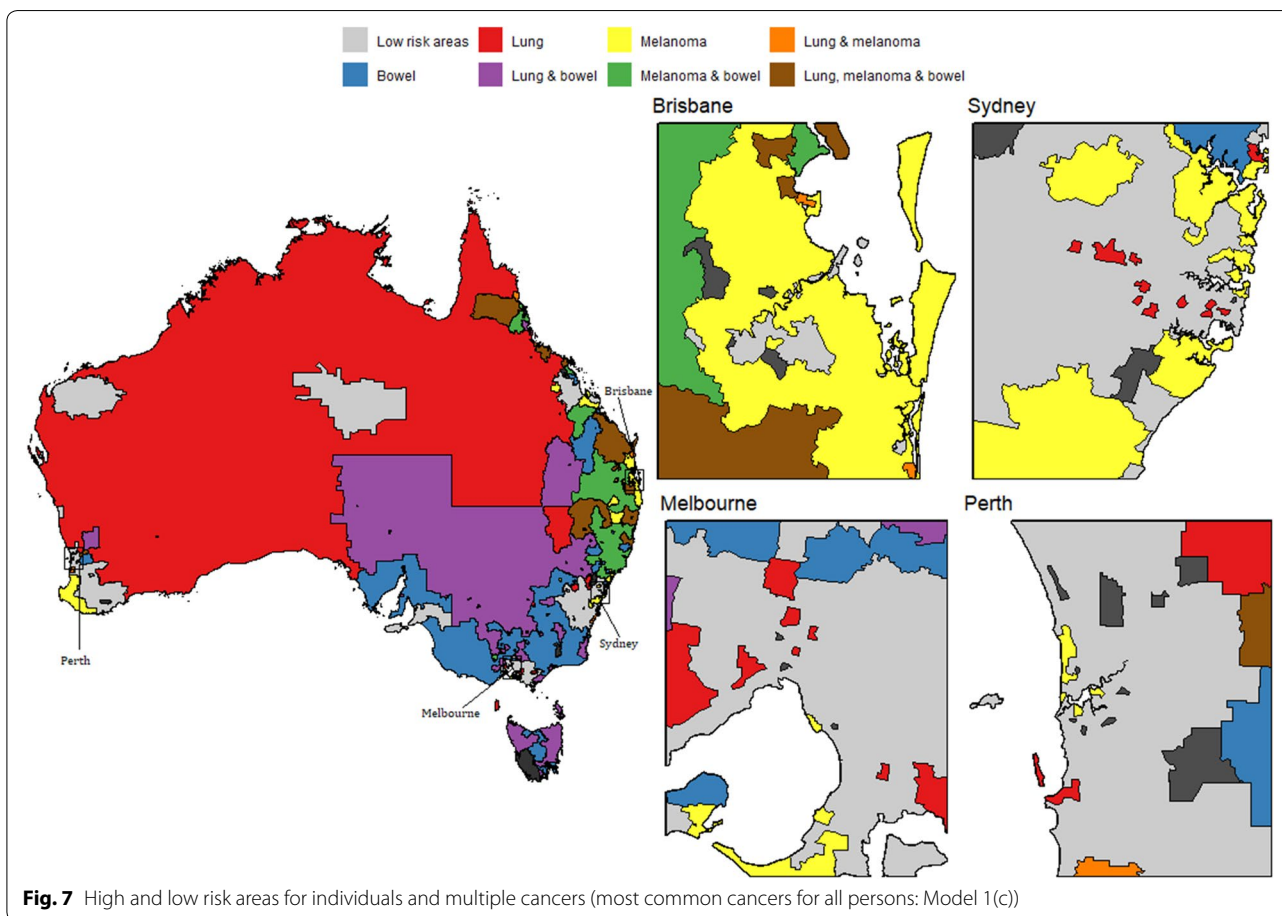 Low risk areas Lung Melanoma Lung & melanoma
Bowel Lung & bowel Melanoma & bowel Lung, melanoma & bowel
Brisbane Sydney
Brisbane
Melbourne Perth
Sydney
Perth
Melbourne
Fig. 7 High and low risk areas for individuals and multiple cancers (most common cancers for all persons: Model 1(c))